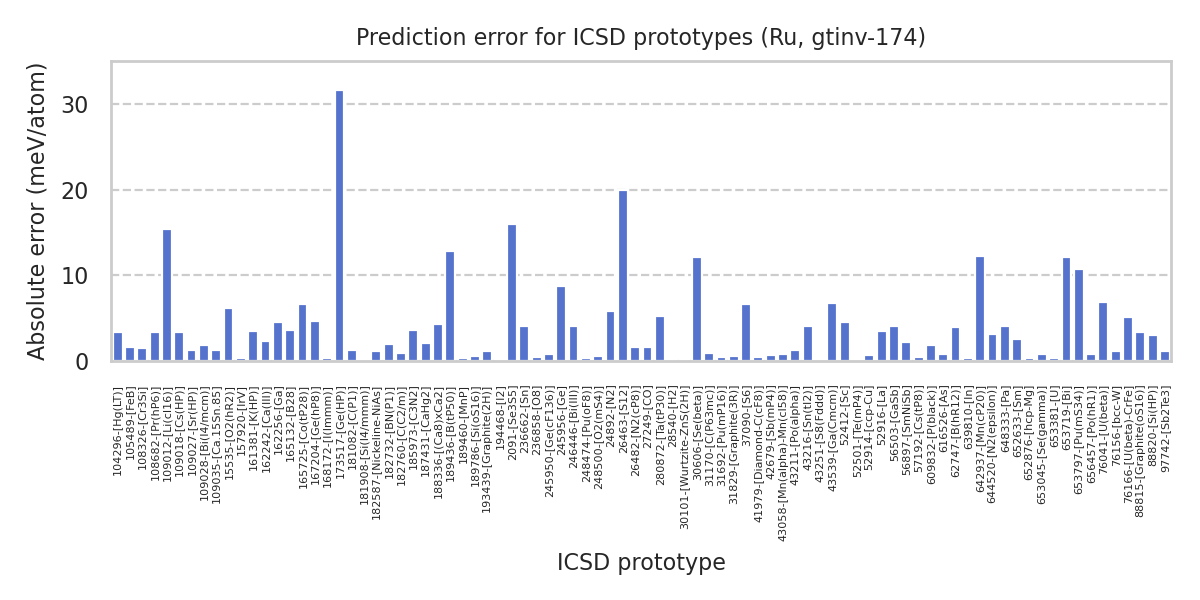 Prediction error for ICSD prototypes (Ru, gtinv-174)
Absolute error (meV/atom)
30
20
10
0
104296-[Hg(LT)]
105489-[FeB]
108326-[Cr3Si]
108682-[Pr(hP6)]
109012-[Li(cI16)]
109018-[Cs(HP)]
109027-[Sr(HP)]
109028-[Bi(I4/mcm)]
109035-[Ca.15Sn.85]
15535-[O2(hR2)]
157920-[IrV]
161381-[K(HP)]
162242-[Ca(III)]
162256-[Ga]
165132-[B28]
165725-[Co(tP28)]
167204-[Ge(hP8)]
168172-[I(Immm)]
173517-[Ge(HP)]
181082-[C(P1)]
181908-[Si(I4/mmm)]
182587-[Nickeline-NiAs]
182732-[BN(P1)]
182760-[C(C2/m)]
185973-[C3N2]
187431-[CaHg2]
188336-[(Ca8)xCa2]
189436-[B(tP50)]
189460-[MnP]
189786-[Si(oS16)]
193439-[Graphite(2H)]
194468-[I2]
2091-[Se3S5]
236662-[Sn]
236858-[O8]
245950-[Ge(cF136)]
245956-[Ge]
246446-[Bi(III)]
248474-[Pu(oF8)]
248500-[O2(mS4)]
24892-[N2]
26463-[S12]
26482-[N2(cP8)]
272249-[CO]
280872-[Ta(tP30)]
28540-[H2]
30101-[Wurtzite-ZnS(2H)]
30606-[Se(beta)]
31170-[C(P63mc)]
31692-[Pu(mP16)]
31829-[Graphite(3R)]
37090-[S6]
41979-[Diamond-C(cF8)]
42679-[Sb(mP4)]
43058-[Mn(alpha)-Mn(cI58)]
43211-[Po(alpha)]
43216-[Sn(tI2)]
43251-[S8(Fddd)]
43539-[Ga(Cmcm)]
52412-[Sc]
52501-[Te(mP4)]
52914-[fcc-Cu]
52916-[La]
56503-[GaSb]
56897-[SmNiSb]
57192-[Cs(tP8)]
609832-[P(black)]
616526-[As]
62747-[B(hR12)]
639810-[In]
642937-[Mn(cP20)]
644520-[N2(epsilon)]
648333-[Pa]
652633-[Sm]
652876-[hcp-Mg]
653045-[Se(gamma)]
653381-[U]
653719-[Bi]
653797-[Pu(mS34)]
656457-[Po(hR1)]
76041-[U(beta)]
76156-[bcc-W]
76166-[U(beta)-CrFe]
88815-[Graphite(oS16)]
88820-[Si(HP)]
97742-[Sb2Te3]
ICSD prototype